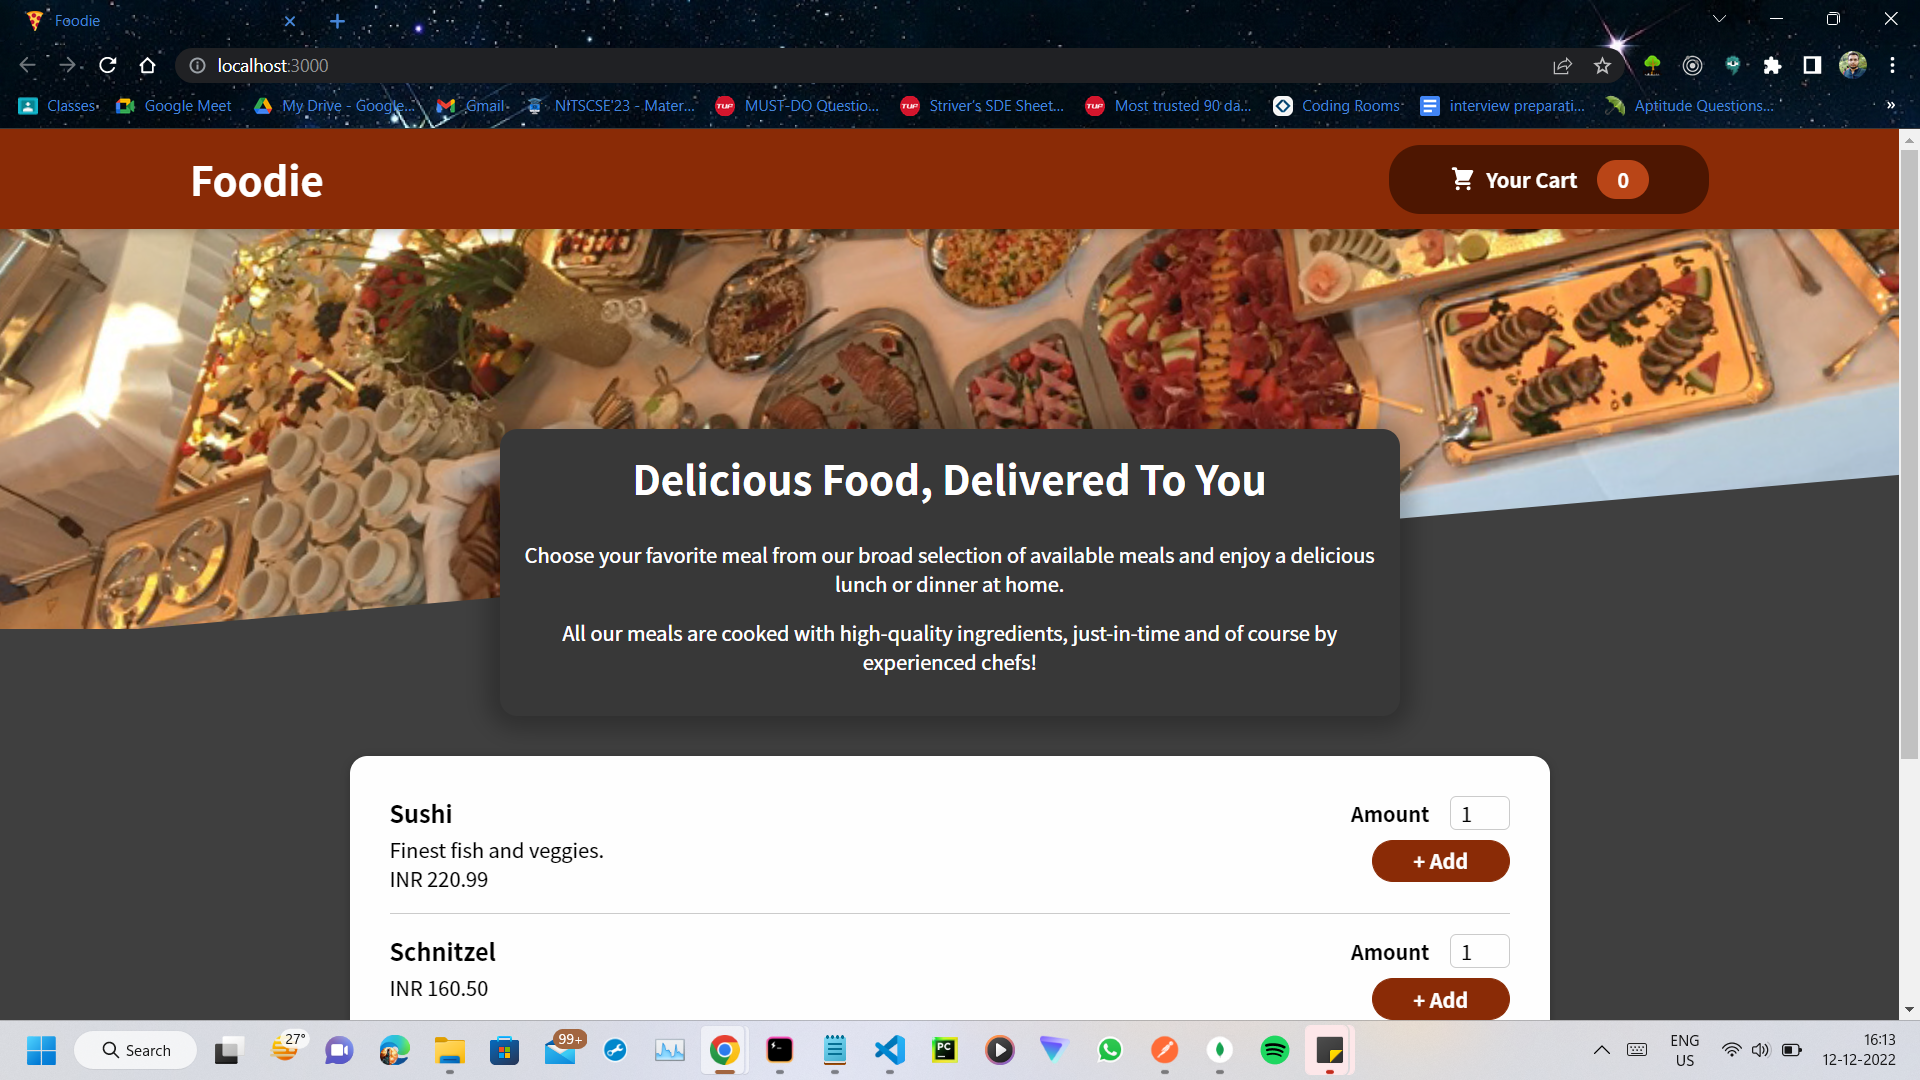 Foodie
localhost:3000
Classes
Google Meet
My Drive - Google...
Gmail
NITSCSE'23 - Mater...
TUF
MUST-DO Questio...
TUF
Striver's SDE Sheet...
TUF
Most trusted 90 da...
Coding Rooms
interview preparati...
Aptitude Questions...
»
Foodie
Your Cart 0
Delicious Food, Delivered To You
Choose your favorite meal from our broad selection of available meals and enjoy a delicious
lunch or dinner at home.
All our meals are cooked with high-quality ingredients, just-in-time and of course by
experienced chefs!
Sushi
Amount 1
Finest fish and veggies.
INR 220.99
+ Add
Schnitzel
Amount 1
INR 160.50
+ Add
Search
27°
99+
PC
ENG
US
16:13
12-12-2022